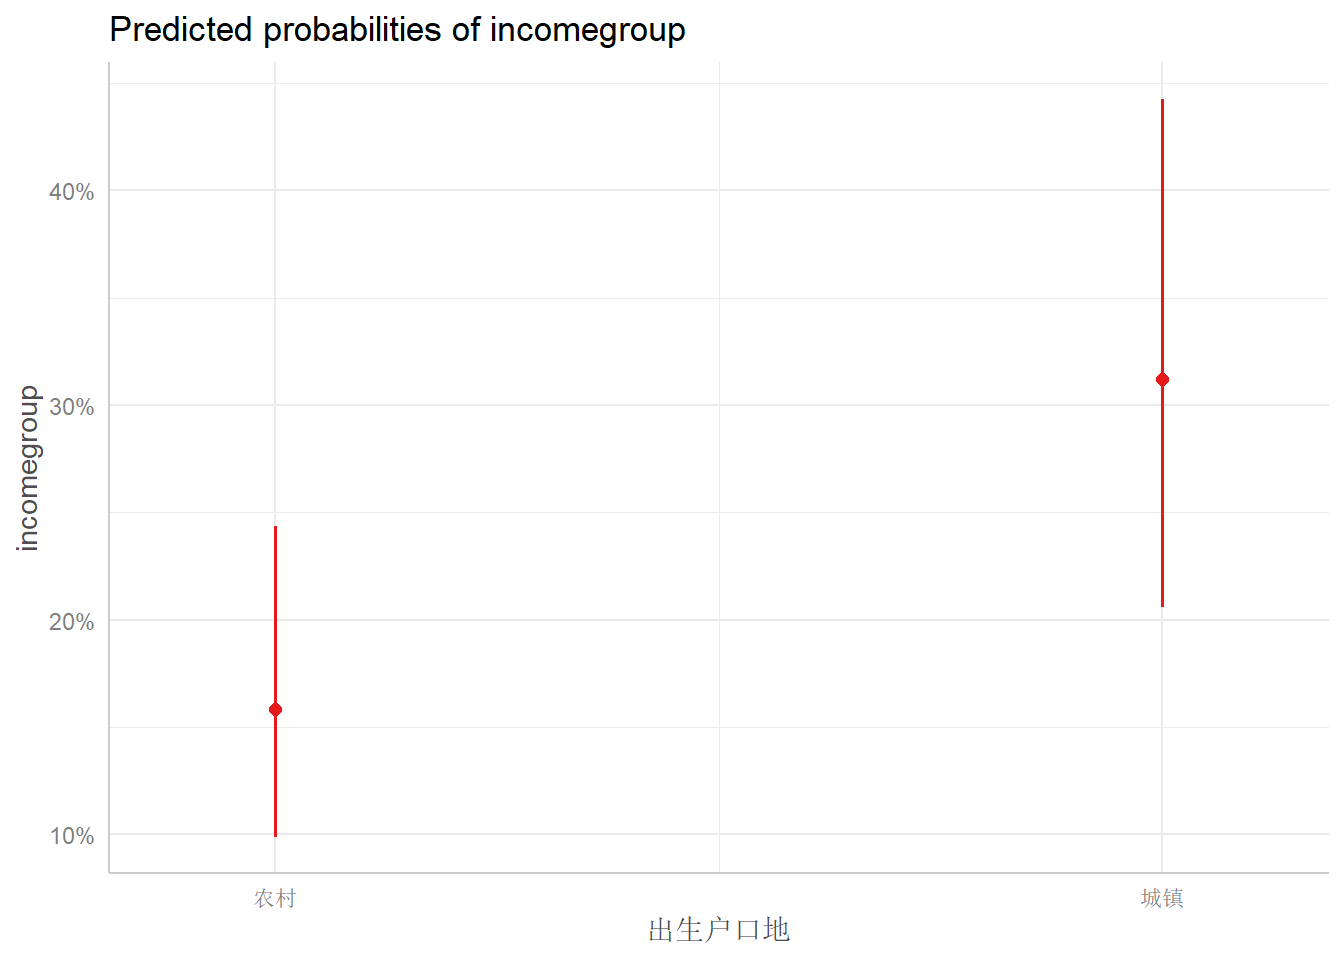 Predicted probabilities of incomegroup
incomegroup
40%
30%
20%
10%
农村
城镇
出生户口地